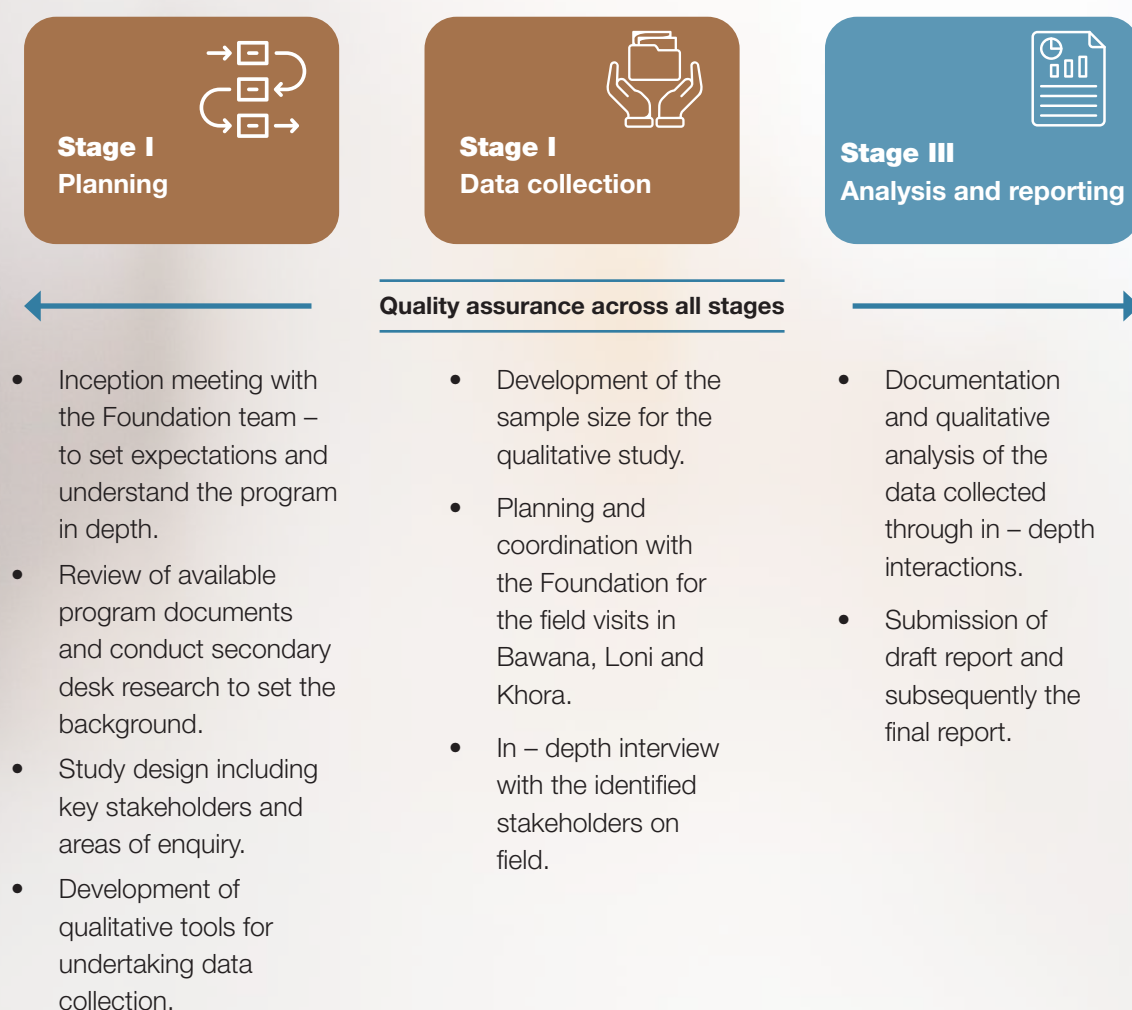 Stage I
Planning
Stage I
Data collection
Stage III
Analysis and reporting
Quality assurance across all stages
• Inception meeting with
the Foundation team –
to set expectations and
understand the program
in depth.
• Review of available
program documents
and conduct secondary
desk research to set the
background.
• Study design including
key stakeholders and
areas of enquiry.
• Development of
qualitative tools for
undertaking data
collection.
• Development of the
sample size for the
qualitative study.
• Planning and
coordination with
the Foundation for
the field visits in
Bawana, Loni and
Khora.
• In – depth interview
with the identified
stakeholders on
field.
• Documentation
and qualitative
analysis of the
data collected
through in – depth
interactions.
• Submission of
draft report and
subsequently the
final report.